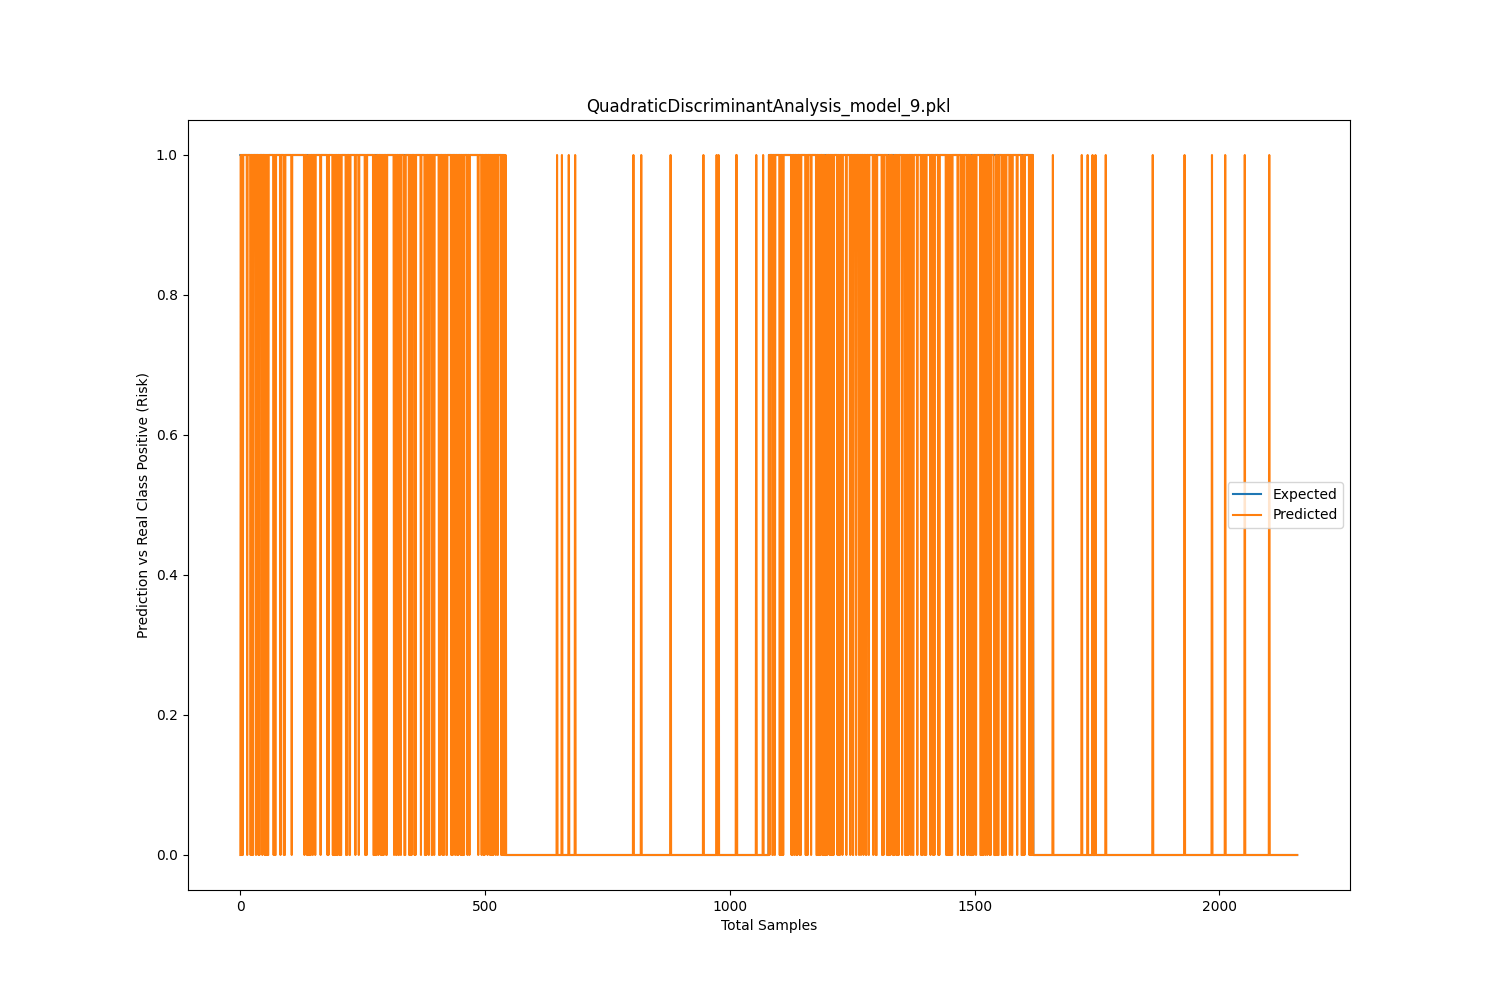 QuadraticDiscriminantAnalysis_model_9.pkl
1.0
0.8
0.6
0.4
0.2
0.0
Prediction vs Real Class Positive (Risk)
Expected
Predicted
0
500
1000
1500
2000
Total Samples